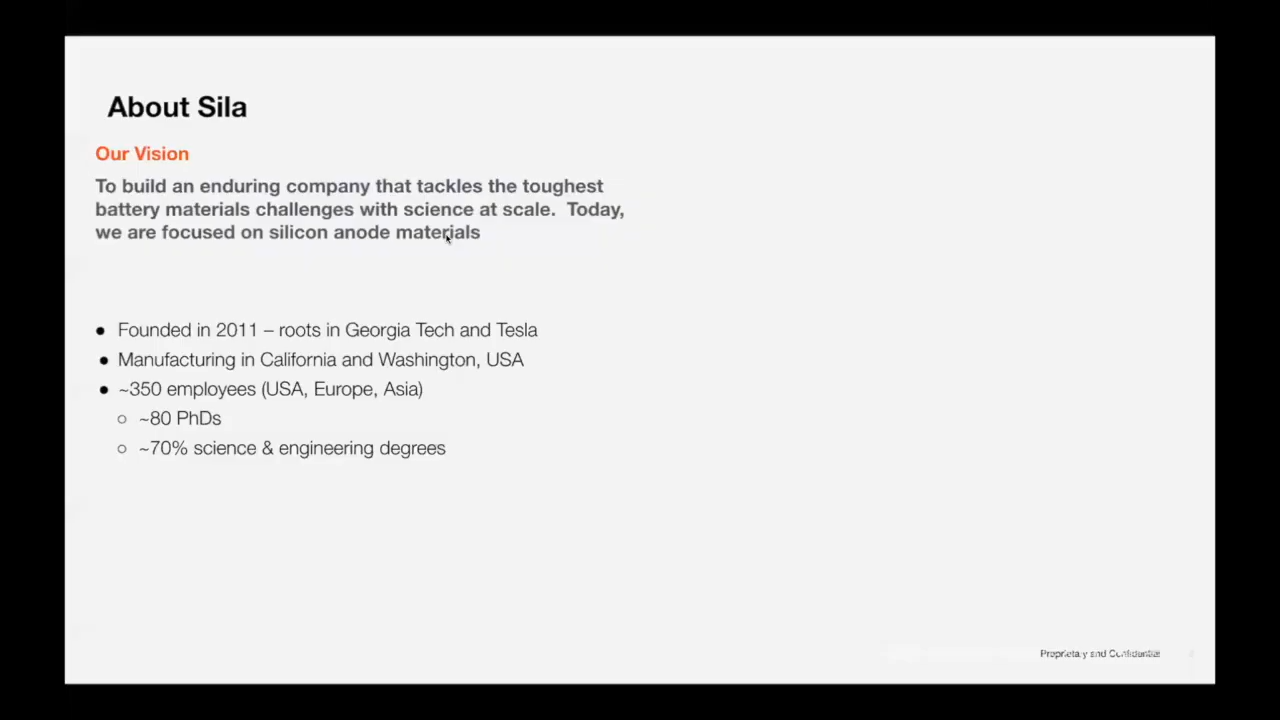 About Sila
Our Vision
To build an enduring company that tackles the toughest
battery materials challenges with science at scale.  Today,
we are focused on silicon anode materials
● Founded in 2011 – roots in Georgia Tech and Tesla
● Manufacturing in California and Washington, USA
● ~350 employees (USA, Europe, Asia)
○ ~80 PhDs
○ ~70% science & engineering degrees
Proprietary and Confidential